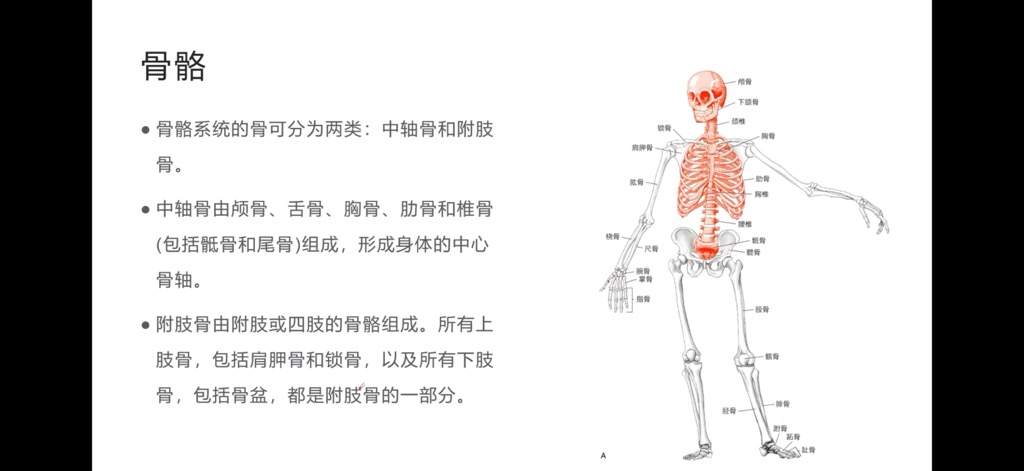 骨骼
● 骨骼系统的骨可分为两类：中轴骨和附肢
骨。
● 中轴骨由颅骨、舌骨、胸骨、肋骨和椎骨
(包括骶骨和尾骨)组成，形成身体的中心
骨轴。
● 附肢骨由附肢或四肢的骨骼组成。所有上
肢骨，包括肩胛骨和锁骨，以及所有下肢
骨，包括骨盆，都是附肢骨的一部分。
颅骨
下颌骨
颈椎
锁骨
胸骨
肩胛骨
肱骨
肋骨
胸椎
腰椎
桡骨
尺骨
骶骨
髋骨
腕骨
掌骨
指骨
股骨
髌骨
腓骨
胫骨
跗骨
跖骨
趾骨
A